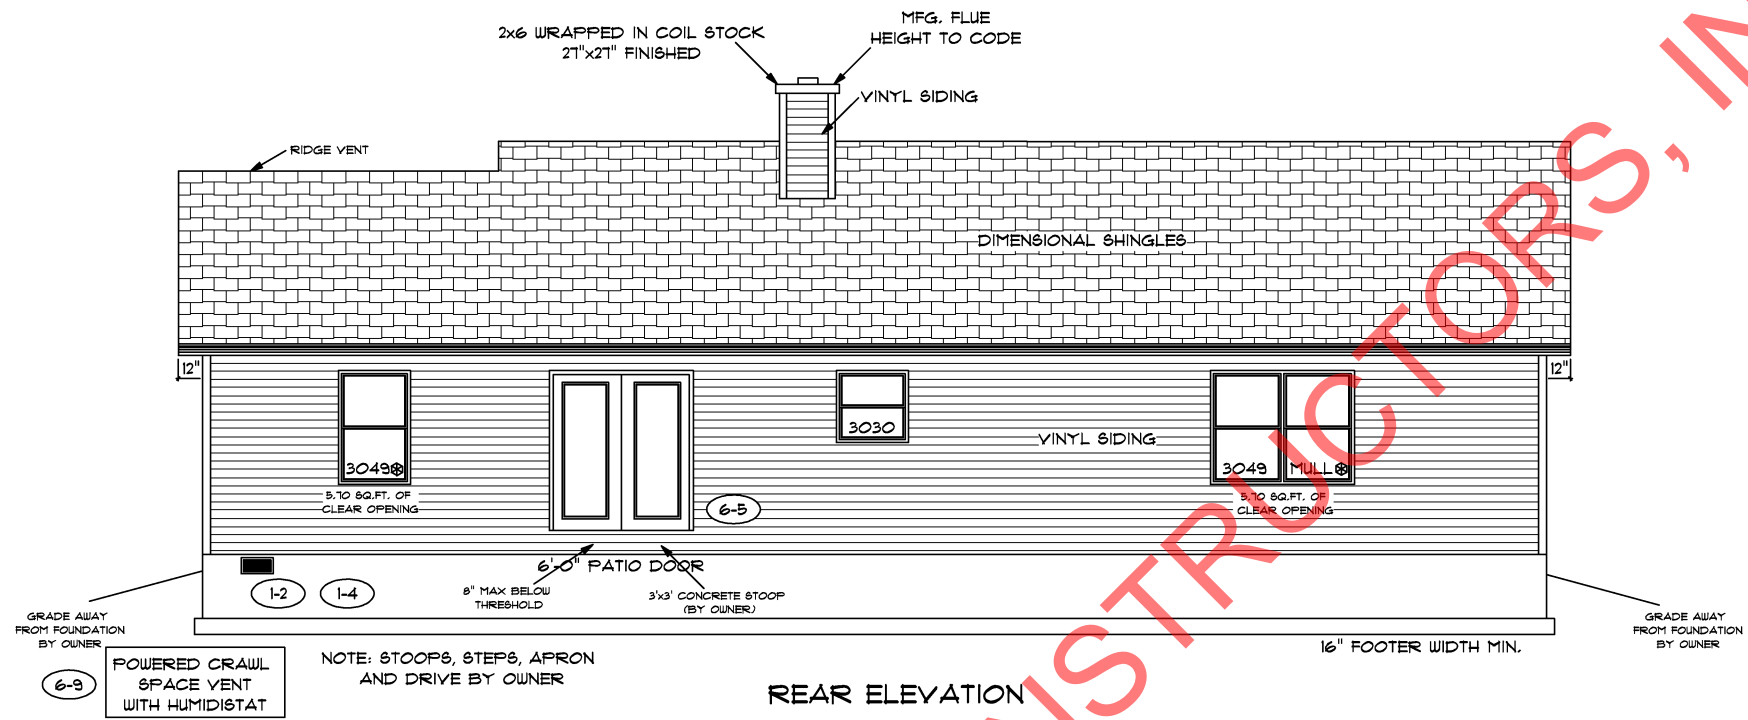 2x6 WRAPPED IN COIL STOCK
27"x27" FINISHED
MFG. FLUE
HEIGHT TO CODE
VINYL SIDING
RIDGE VENT
DIMENSIONAL SHINGLES
12"
12"
3049
5.70 SQ.FT. OF
CLEAR OPENING
6-5
3030
VINYL SIDING
3049 MULL
5.70 SQ.FT. OF
CLEAR OPENING
6'-0" PATIO DOOR
8" MAX BELOW
THRESHOLD
3'x3' CONCRETE STOOP
(BY OWNER)
1-2
1-4
GRADE AWAY
FROM FOUNDATION
BY OWNER
GRADE AWAY
FROM FOUNDATION
BY OWNER
6-9
POWERED CRAWL
SPACE VENT
WITH HUMIDISTAT
NOTE: STOOPS, STEPS, APRON
AND DRIVE BY OWNER
16" FOOTER WIDTH MIN.
REAR ELEVATION
NSTRUCTORS, IN